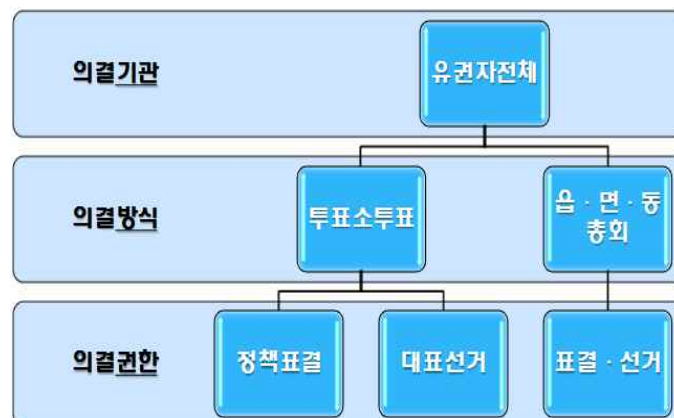 의결기관
유권자전체
의결방식
투표소투표
읍·면·동
총회
의결권한
정책표결
대표선거
표결·선거